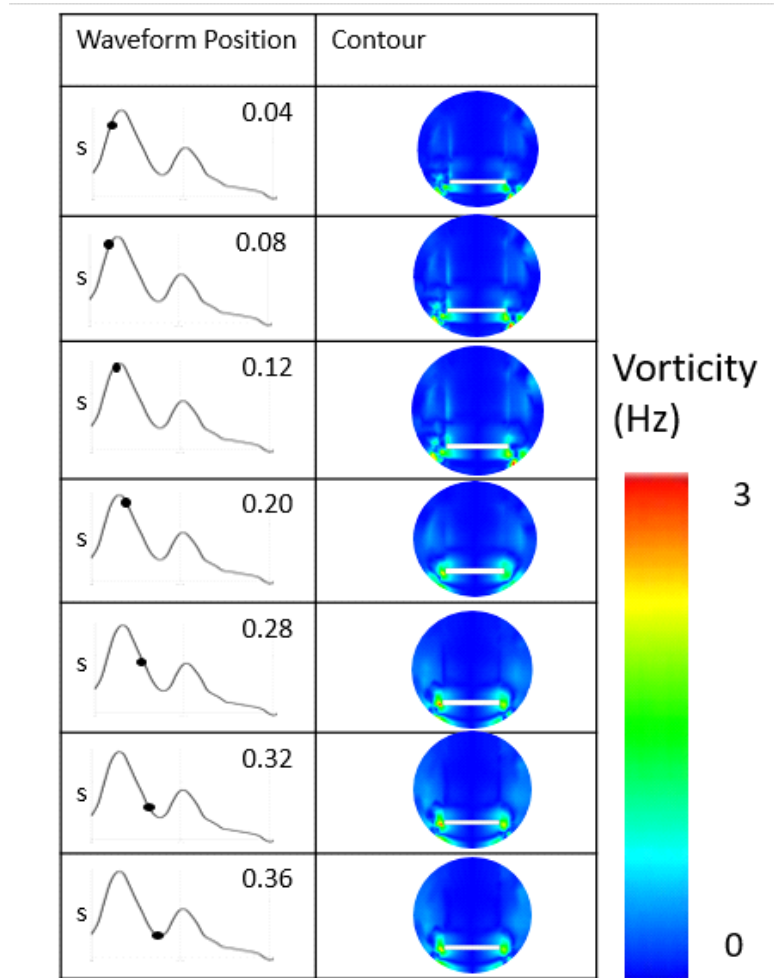 Waveform Position
Contour
0.04
S
0.08
S
0.12
S
0.20
S
0.28
S
0.32
S
0.36
S
Vorticity
(Hz)
3
0